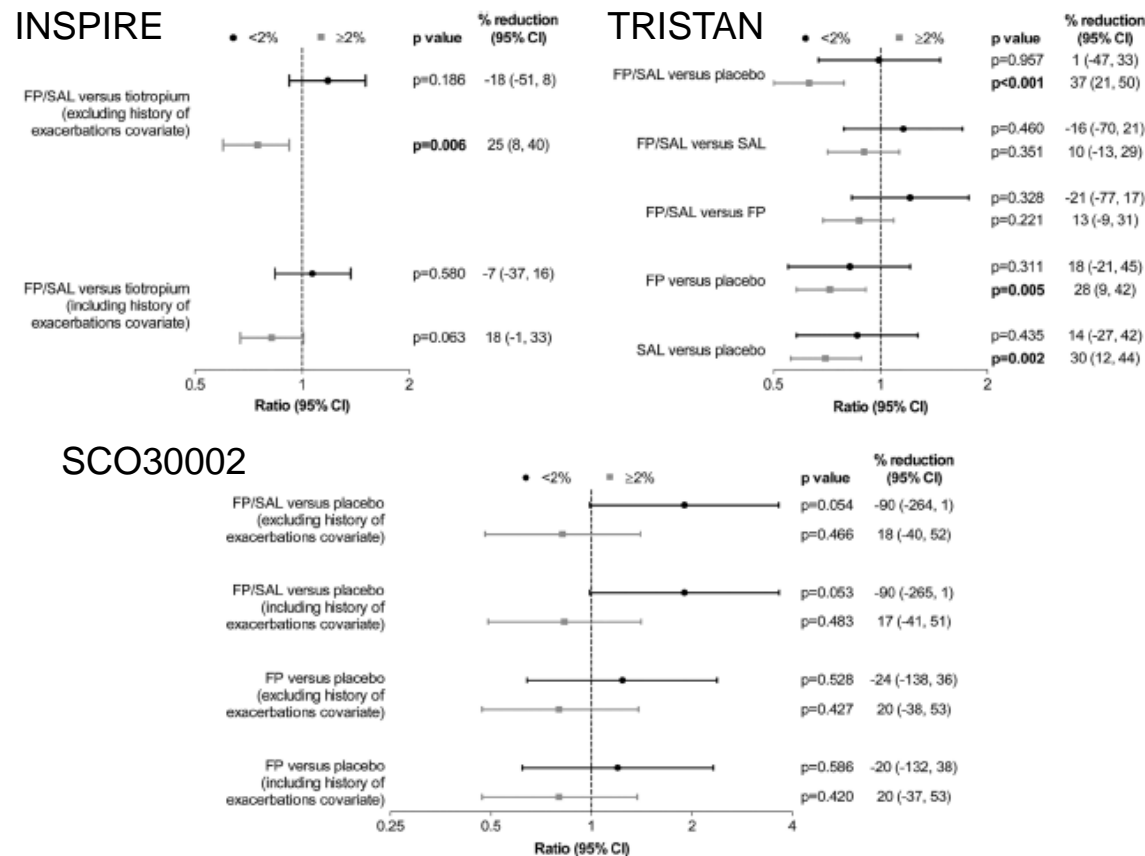 INSPIRE
● <2% ■ ≥2% p value % reduction (95% CI)
FP/SAL versus tiotropium
(excluding history of
exacerbations covariate)
p=0.186 -18 (-51, 8)
p=0.006 25 (8, 40)
FP/SAL versus tiotropium
(including history of
exacerbations covariate)
p=0.580 -7 (-37, 16)
p=0.063 18 (-1, 33)
0.5 1 2
Ratio (95% CI)
TRISTAN
● <2% ■ ≥2% p value % reduction (95% CI)
FP/SAL versus placebo
p=0.957 1 (-47, 33)
p<0.001 37 (21, 50)
FP/SAL versus SAL
p=0.460 -16 (-70, 21)
p=0.351 10 (-13, 29)
FP/SAL versus FP
p=0.328 -21 (-77, 17)
p=0.221 13 (-9, 31)
FP versus placebo
p=0.311 18 (-21, 45)
p=0.005 28 (9, 42)
SAL versus placebo
p=0.435 14 (-27, 42)
p=0.002 30 (12, 44)
0.5 1 2
Ratio (95% CI)
SCO30002
● <2% ■ ≥2% p value % reduction (95% CI)
FP/SAL versus placebo
(excluding history of
exacerbations covariate)
p=0.054 -90 (-264, 1)
p=0.466 18 (-40, 52)
FP/SAL versus placebo
(including history of
exacerbations covariate)
p=0.053 -90 (-265, 1)
p=0.483 17 (-41, 51)
FP versus placebo
(excluding history of
exacerbations covariate)
p=0.528 -24 (-138, 36)
p=0.427 20 (-38, 53)
FP versus placebo
(including history of
exacerbations covariate)
p=0.586 -20 (-132, 38)
p=0.420 20 (-37, 53)
0.25 0.5 1 2 4
Ratio (95% CI)